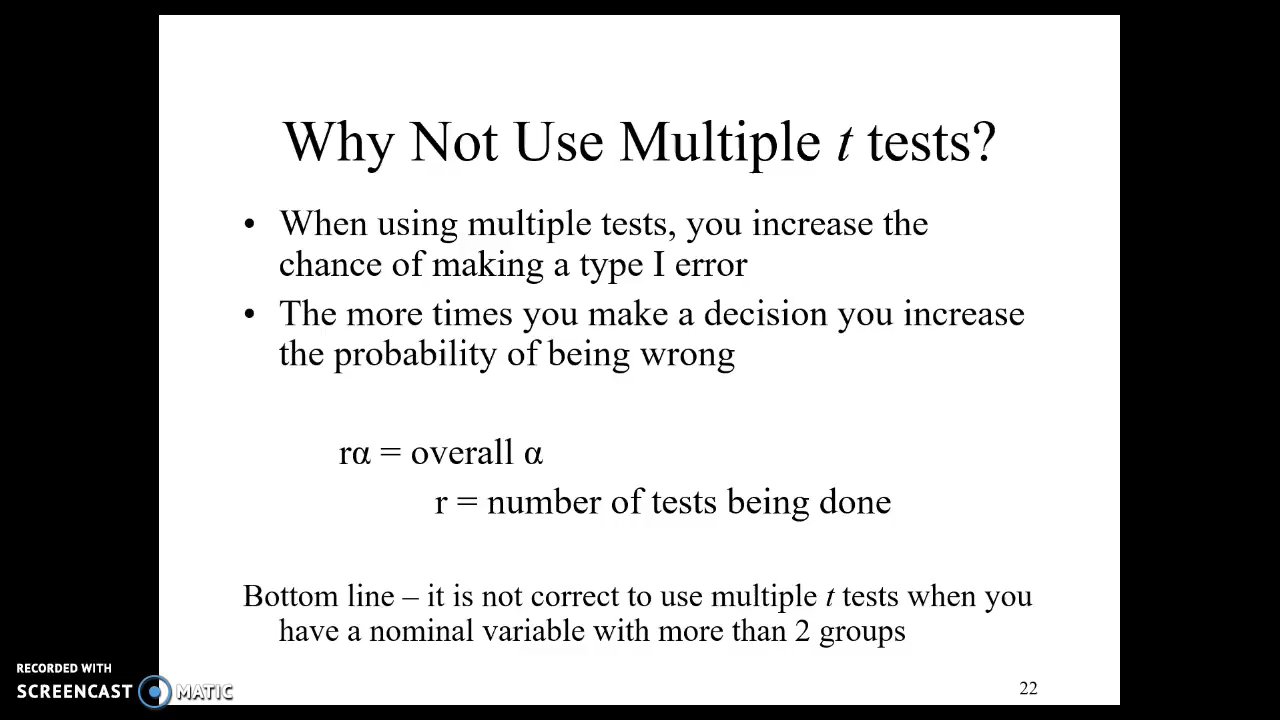 Why Not Use Multiple t tests?
• When using multiple tests, you increase the
chance of making a type I error
• The more times you make a decision you increase
the probability of being wrong
rα = overall α
r = number of tests being done
Bottom line – it is not correct to use multiple t tests when you
have a nominal variable with more than 2 groups
RECORDED WITH
SCREENCAST MATIC
22